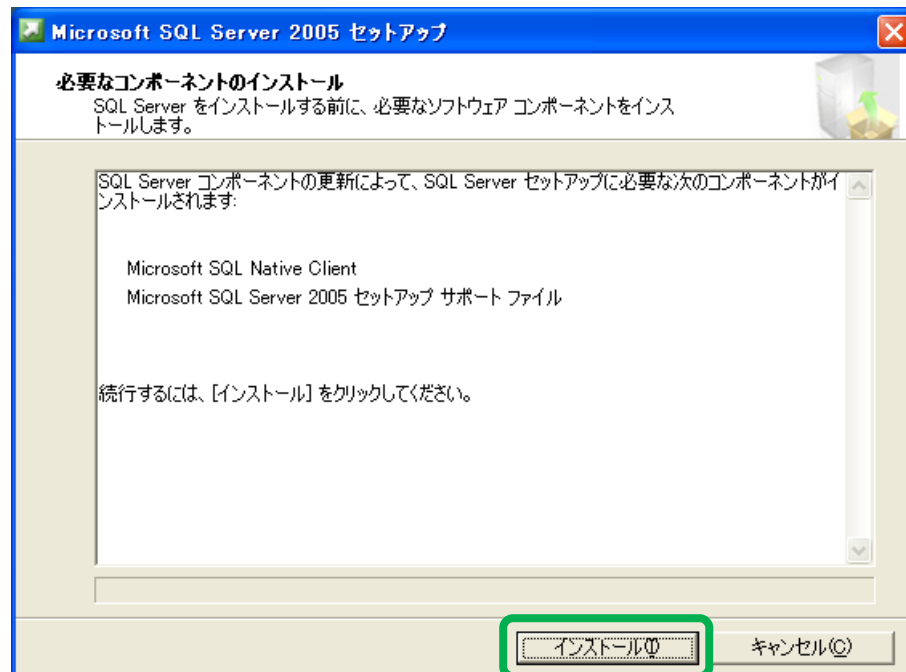 Microsoft SQL Server 2005 セットアップ
必要なコンポーネントのインストール
SQL Server をインストールする前に、必要なソフトウェア コンポーネントをインス
トールします。
SQL Server コンポーネントの更新によって、SQL Server セットアップに必要な次のコンポーネントがイ
ンストールされます:
Microsoft SQL Native Client
Microsoft SQL Server 2005 セットアップ サポート ファイル
続行するには、[インストール] をクリックしてください。
インストール(I)
キャンセル(C)